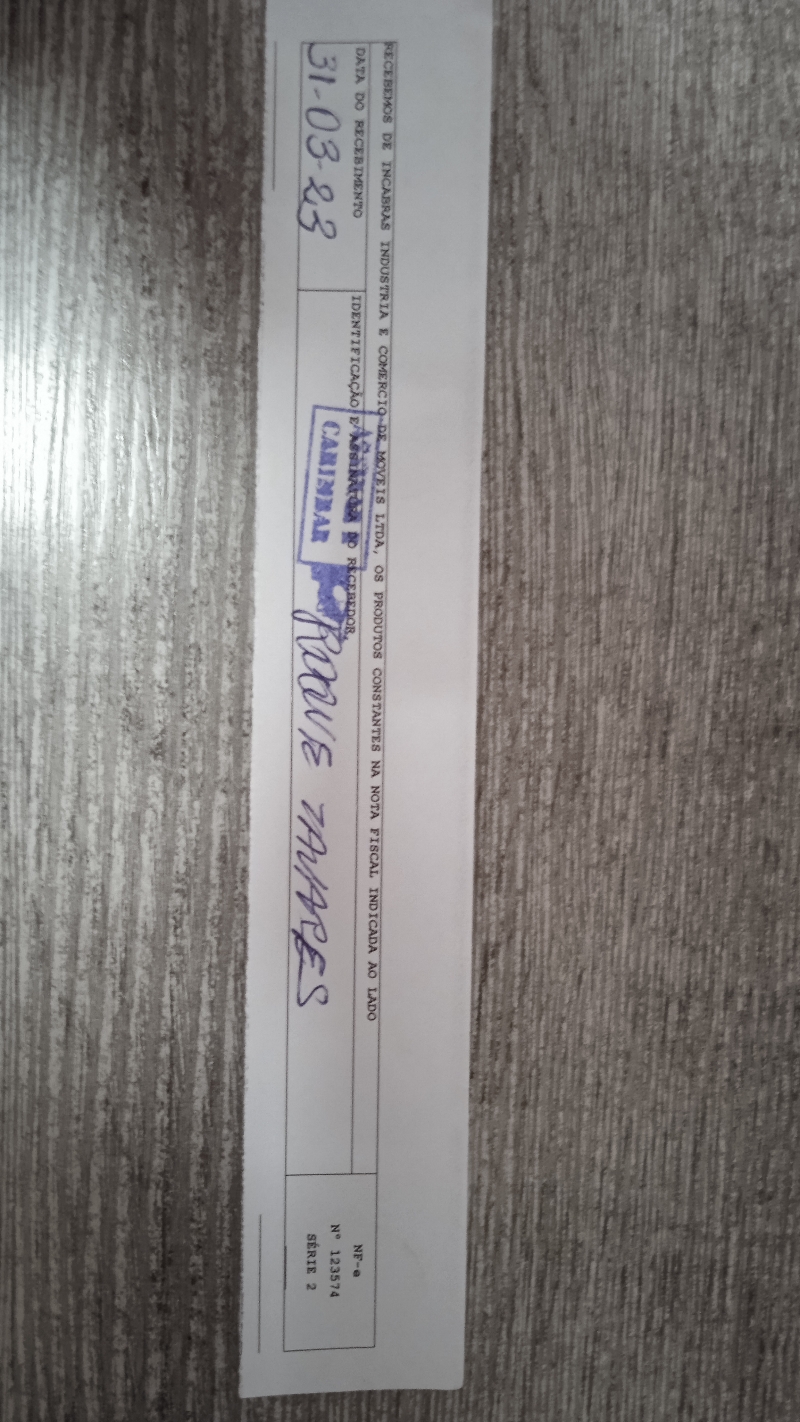 RECEBEMOS DE INCABRAS INDUSTRIA E COMERCIO DE MOVEIS LTDA, OS PRODUTOS CONSTANTES NA NOTA FISCAL INDICADA AO LADO
DATA DO RECEBIMENTO
31-03-23
IDENTIFICAÇÃO E ASSINATURA DO RECEBEDOR
CARIMBAR
TAVARES
NF-e
Nº 123574
SÉRIE 2